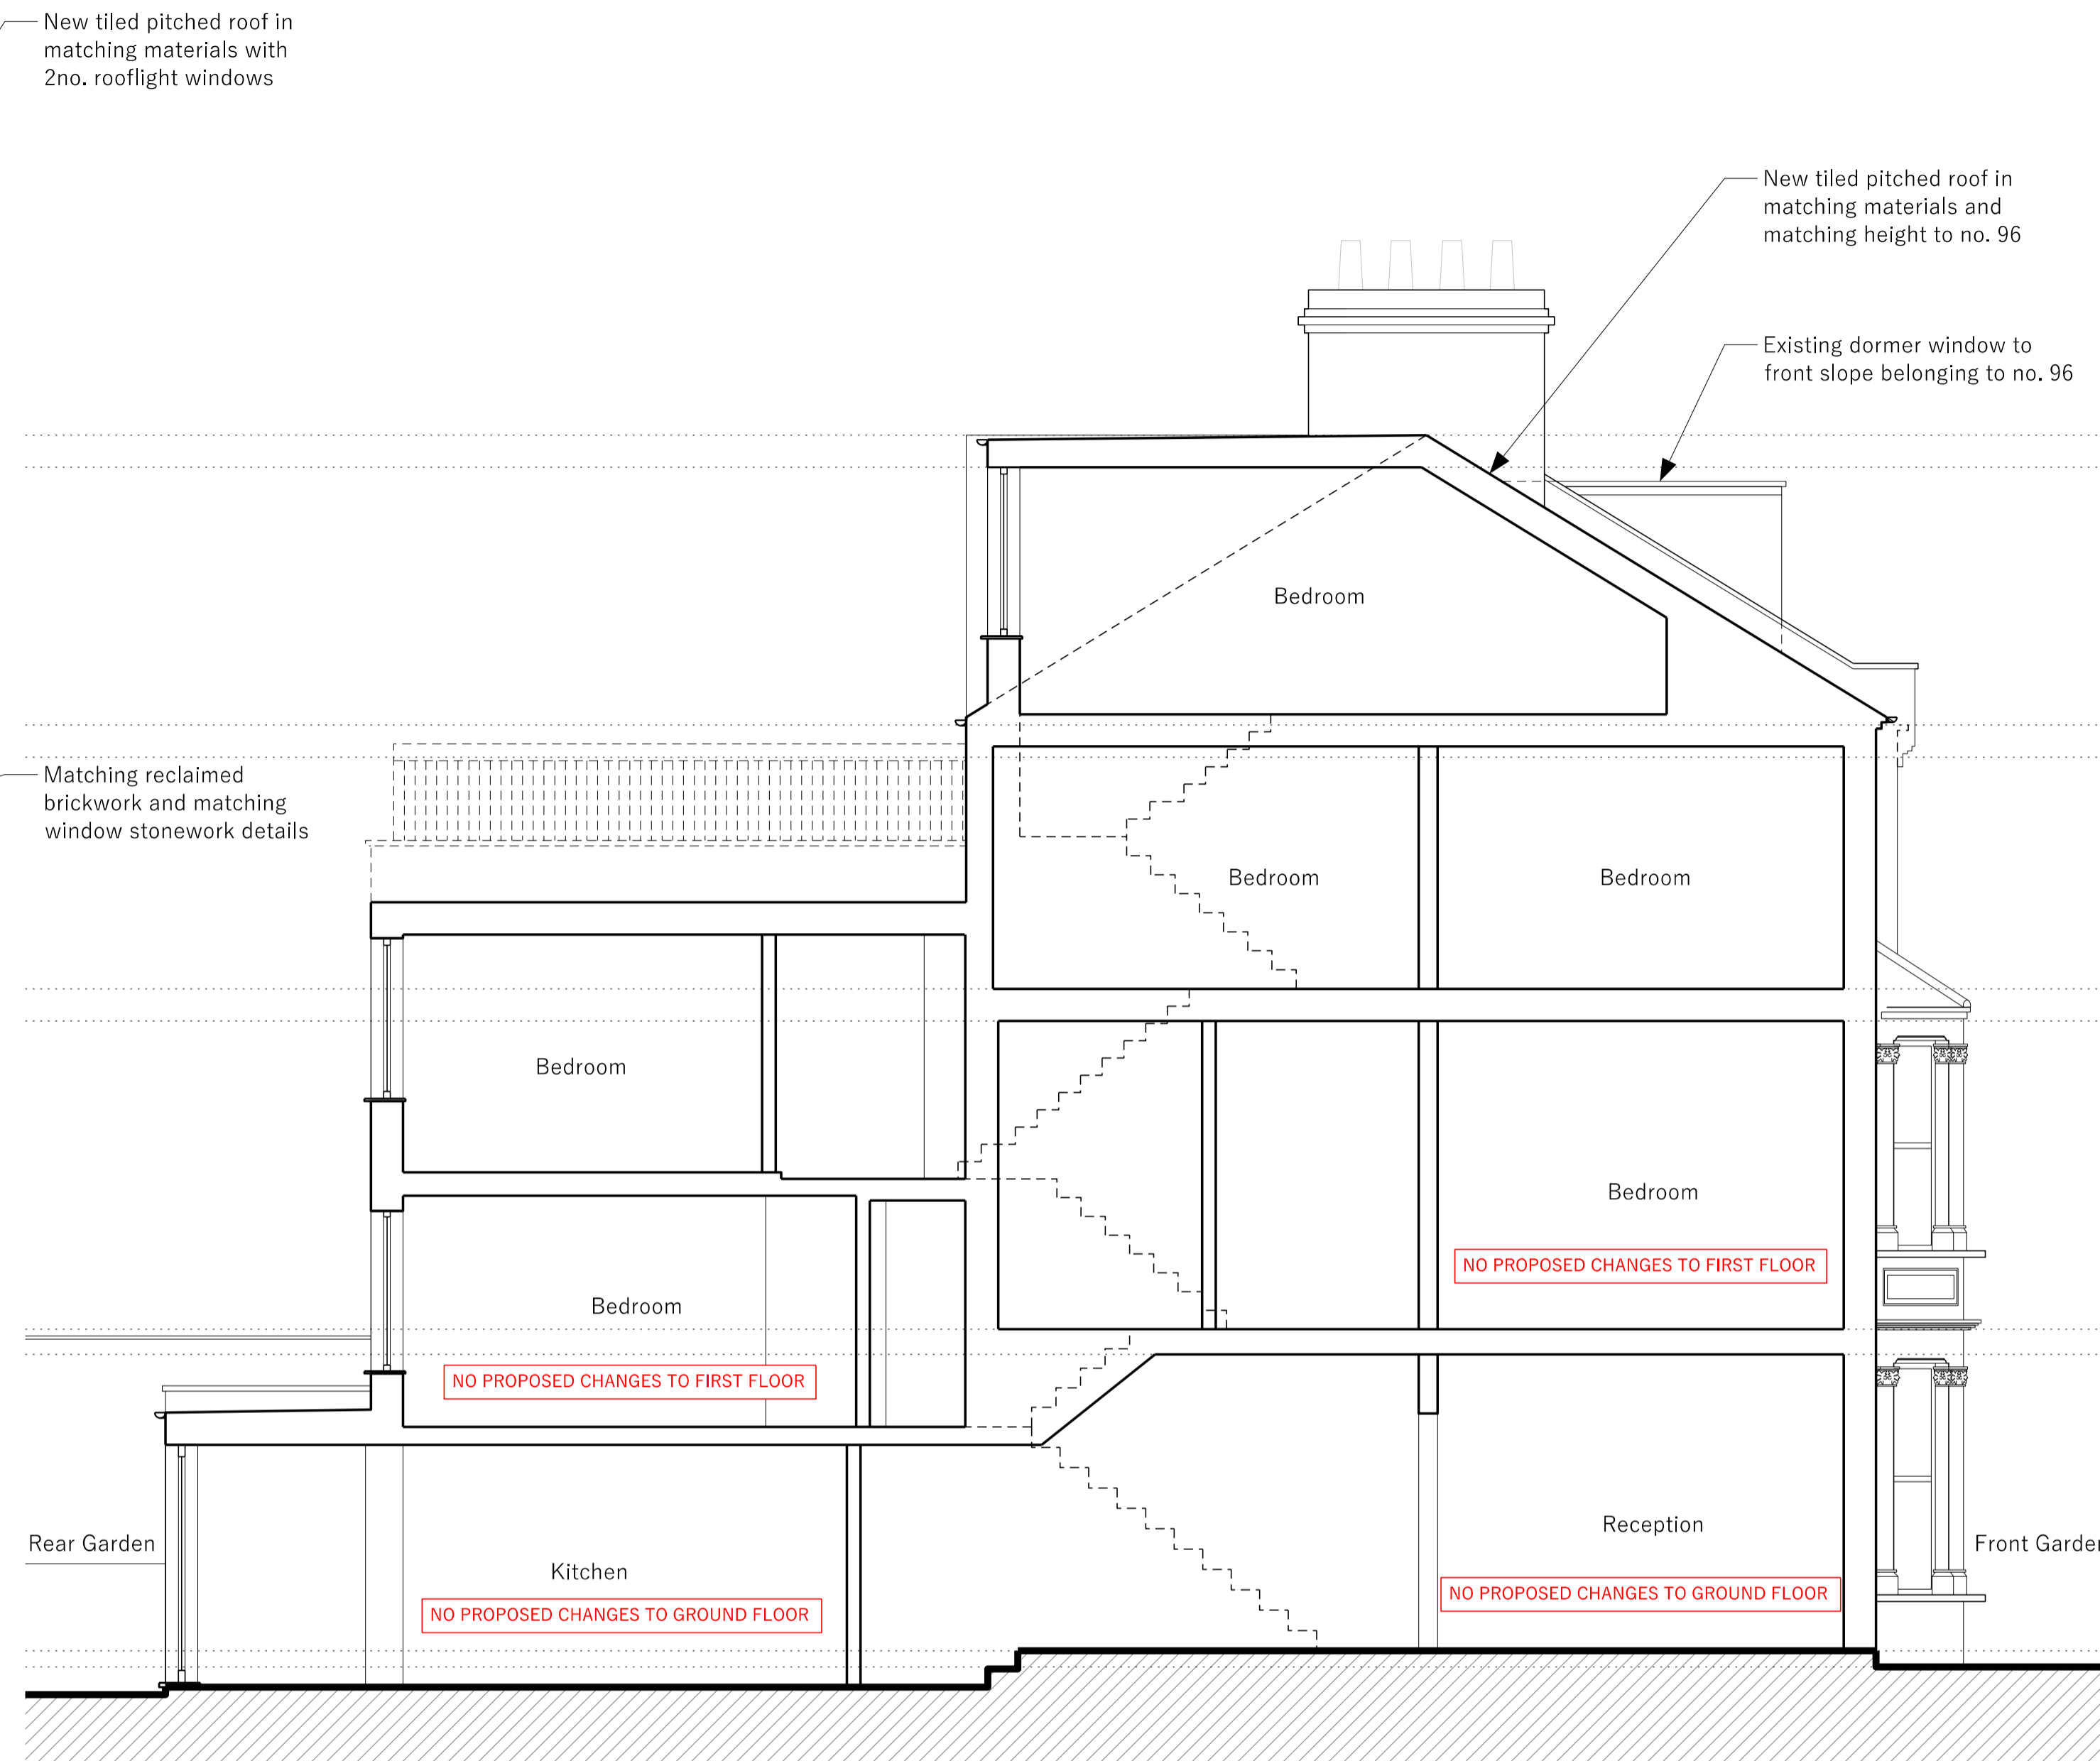 New tiled pitched roof in
matching materials with
2no. rooflight windows
New tiled pitched roof in
matching materials and
matching height to no. 96
Existing dormer window to
front slope belonging to no. 96
Bedroom
Matching reclaimed
brickwork and matching
window stonework details
Bedroom
Bedroom
Bedroom
Bedroom
NO PROPOSED CHANGES TO FIRST FLOOR
Bedroom
NO PROPOSED CHANGES TO FIRST FLOOR
Rear Garden
Kitchen
NO PROPOSED CHANGES TO GROUND FLOOR
Reception
NO PROPOSED CHANGES TO GROUND FLOOR
Front Garden